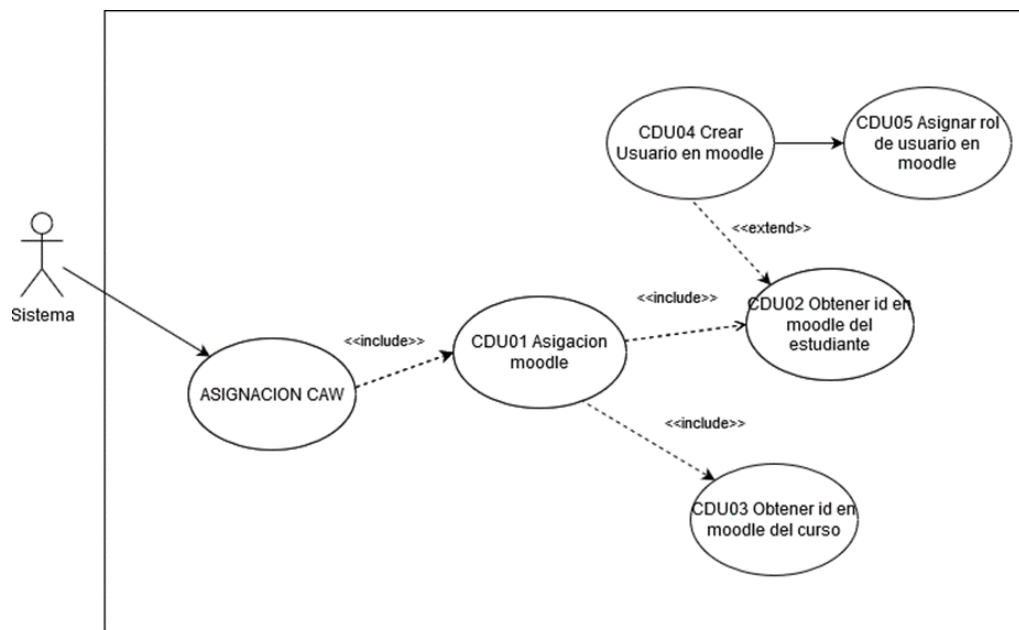 CDU04 Crear
Usuario en moodle
CDU05 Asignar rol
de usuario en
moodle
<<extend>>
Sistema
<<include>>
CDU02 Obtener id en
moodle del
estudiante
<<include>>
CDU01 Asigacion
moodle
ASIGNACION CAW
<<include>>
CDU03 Obtener id en
moodle del curso